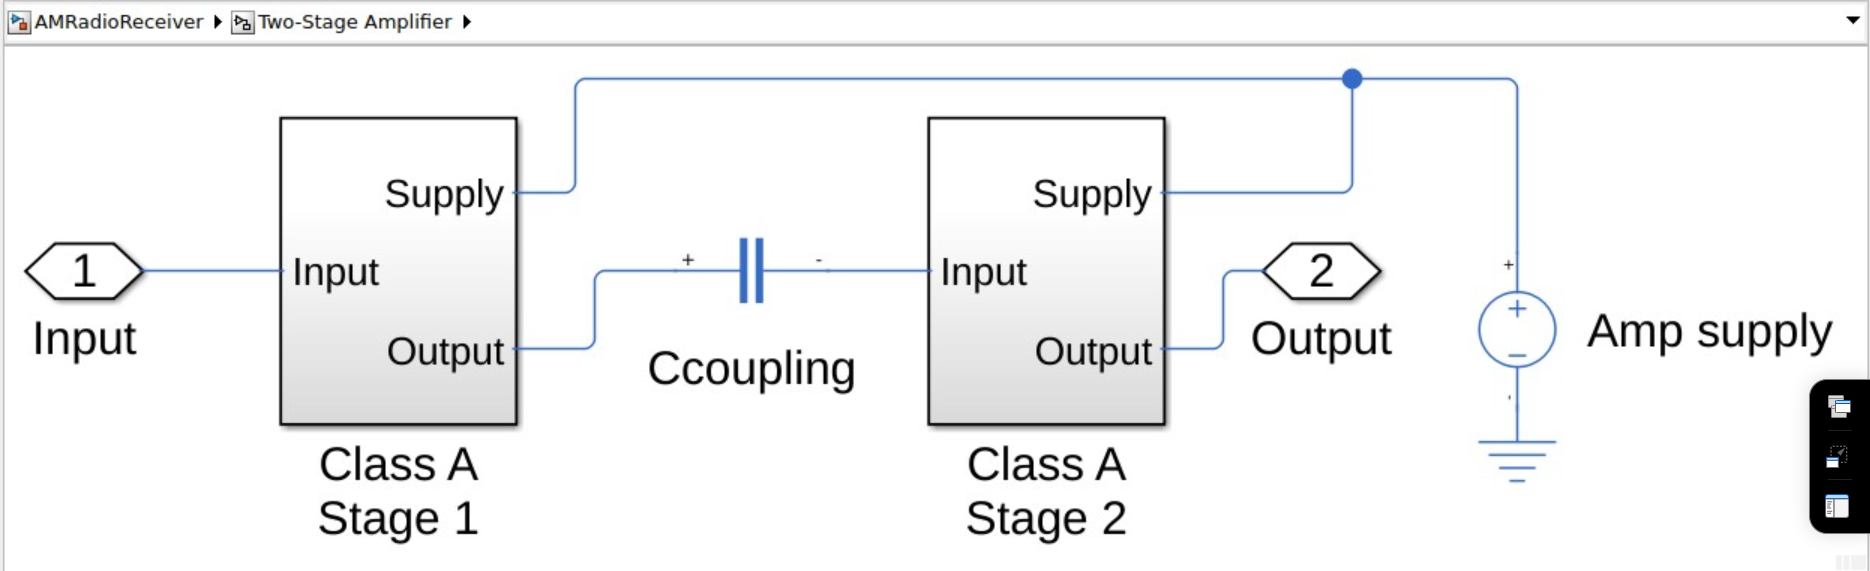 AMRadioReceiver Two-Stage Amplifier
Supply
Supply
1
Input
+
-
Input
2
+
Input
Output
Ccoupling
Output
Output
+
−
Amp supply
-
Class A
Stage 1
Class A
Stage 2